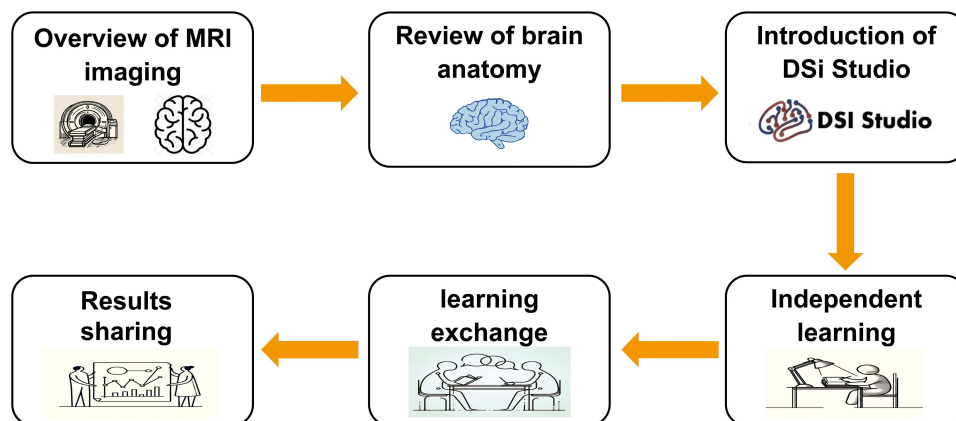 Overview of MRI
imaging
Review of brain
anatomy
Introduction of
DSi Studio
DSI Studio
Independent
learning
learning
exchange
Results
sharing